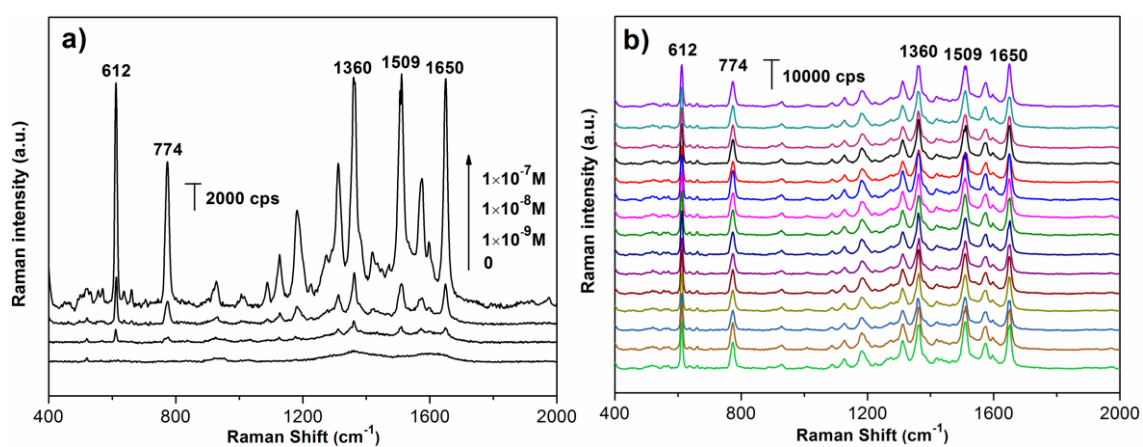 a)
612
774
1360
1509
1650
2000 cps
1×10⁻⁷M
1×10⁻⁸M
1×10⁻⁹M
0
Raman intensity (a.u.)
400
800
1200
1600
2000
Raman Shift (cm⁻¹)
b)
612
774
1360
1509
1650
10000 cps
Raman intensity (a.u.)
400
800
1200
1600
2000
Raman Shift (cm⁻¹)